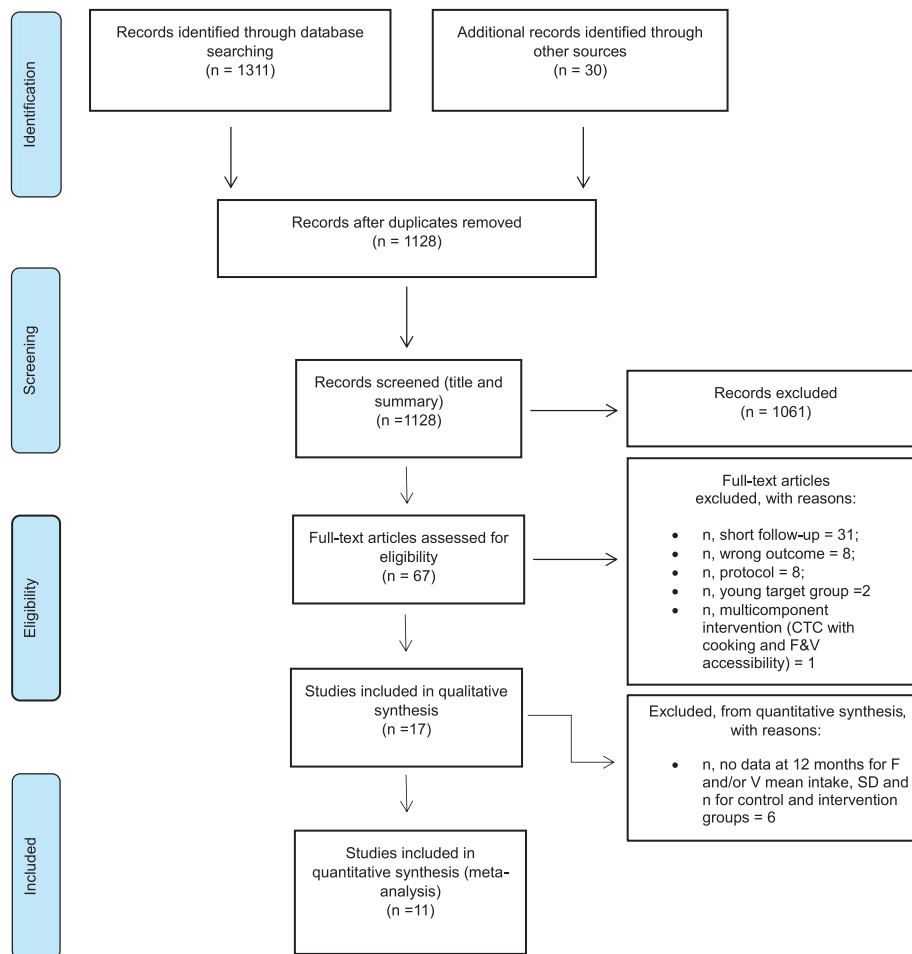 Identification
Records identified through database
searching
(n = 1311)
Additional records identified through
other sources
(n = 30)
Records after duplicates removed
(n = 1128)
Screening
Records screened (title and
summary)
(n =1128)
Records excluded
(n = 1061)
Eligibility
Full-text articles assessed for
eligibility
(n = 67)
Full-text articles
excluded, with reasons:
• n, short follow-up = 31;
• n, wrong outcome = 8;
• n, protocol = 8;
• n, young target group =2
• n, multicomponent
intervention (CTC with
cooking and F&V
accessibility) = 1
Studies included in qualitative
synthesis
(n =17)
Excluded, from quantitative synthesis,
with reasons:
• n, no data at 12 months for F
and/or V mean intake, SD and
n for control and intervention
groups = 6
Included
Studies included in
quantitative synthesis (meta-
analysis)
(n =11)